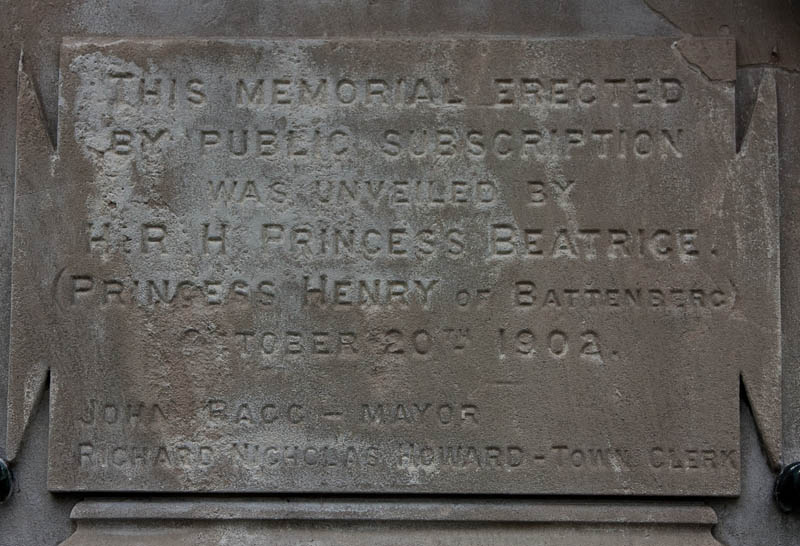 THIS MEMORIAL ERECTED
BY PUBLIC SUBSCRIPTION
WAS UNVEILED BY
H.R.H. PRINCESS BEATRICE.
(PRINCESS HENRY OF BATTENBERG)
OCTOBER 20TH 1902.
JOHN BAGG - MAYOR
RICHARD NICHOLAS HOWARD - TOWN CLERK